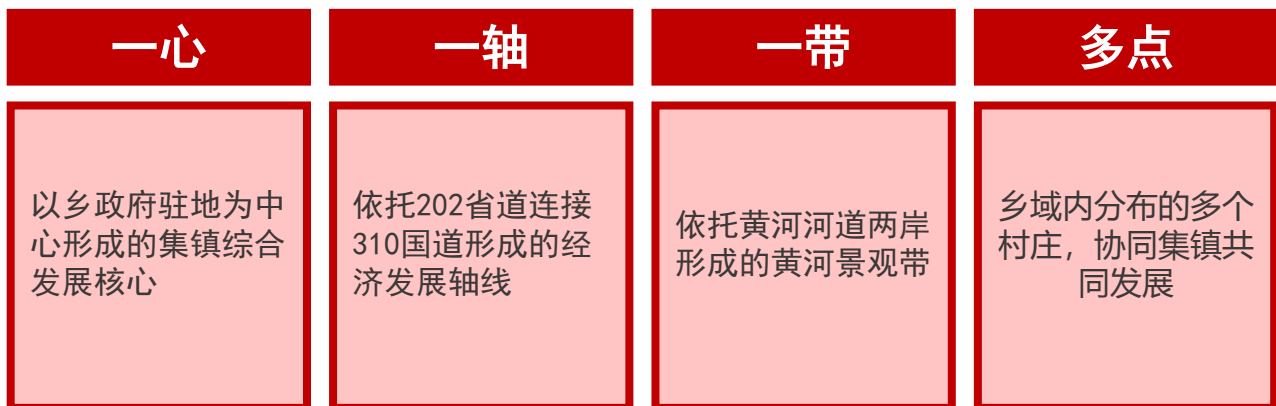 一心
以乡政府驻地为中
心形成的集镇综合
发展核心
一轴
依托202省道连接
310国道形成的经
济发展轴线
一带
依托黄河河道两岸
形成的黄河景观带
多点
乡域内分布的多个
村庄，协同集镇共
同发展